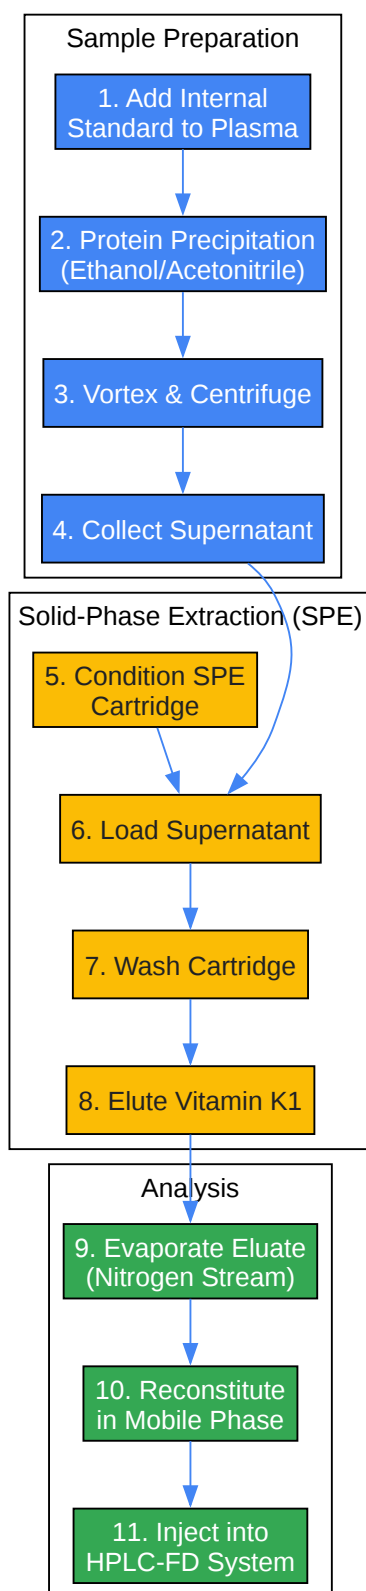 Sample Preparation
1. Add Internal
Standard to Plasma
2. Protein Precipitation
(Ethanol/Acetonitrile)
3. Vortex & Centrifuge
4. Collect Supernatant
Solid-Phase Extraction (SPE)
5. Condition SPE
Cartridge
6. Load Supernatant
7. Wash Cartridge
8. Elute Vitamin K1
Analysis
9. Evaporate Eluate
(Nitrogen Stream)
10. Reconstitute
in Mobile Phase
11. Inject into
HPLC-FD System